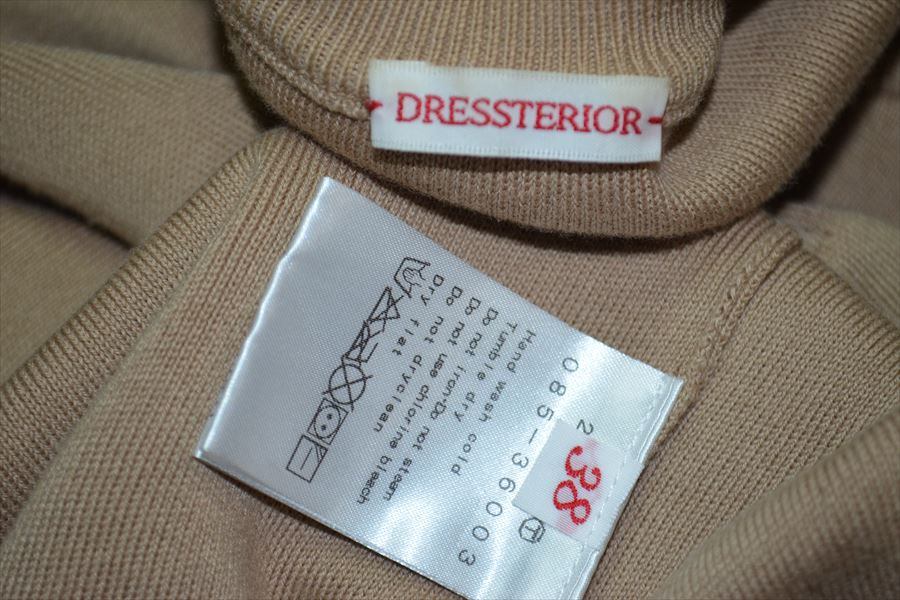 DRESSTERIOR
38
2
085-36003
Hand wash cold
Tumble dry
Do not iron·Do not steam
Do not use chlorine bleach
Do not dryclean
Dry flat